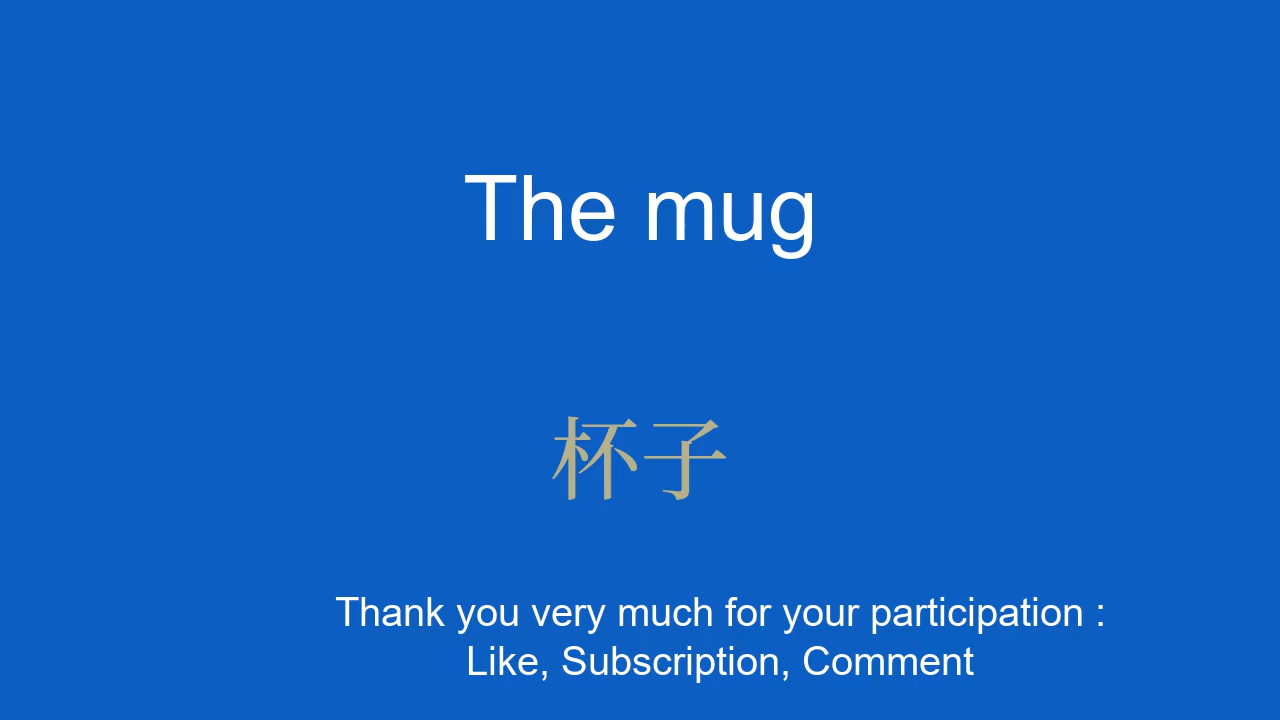 The mug
杯子
Thank you very much for your participation :
Like, Subscription, Comment